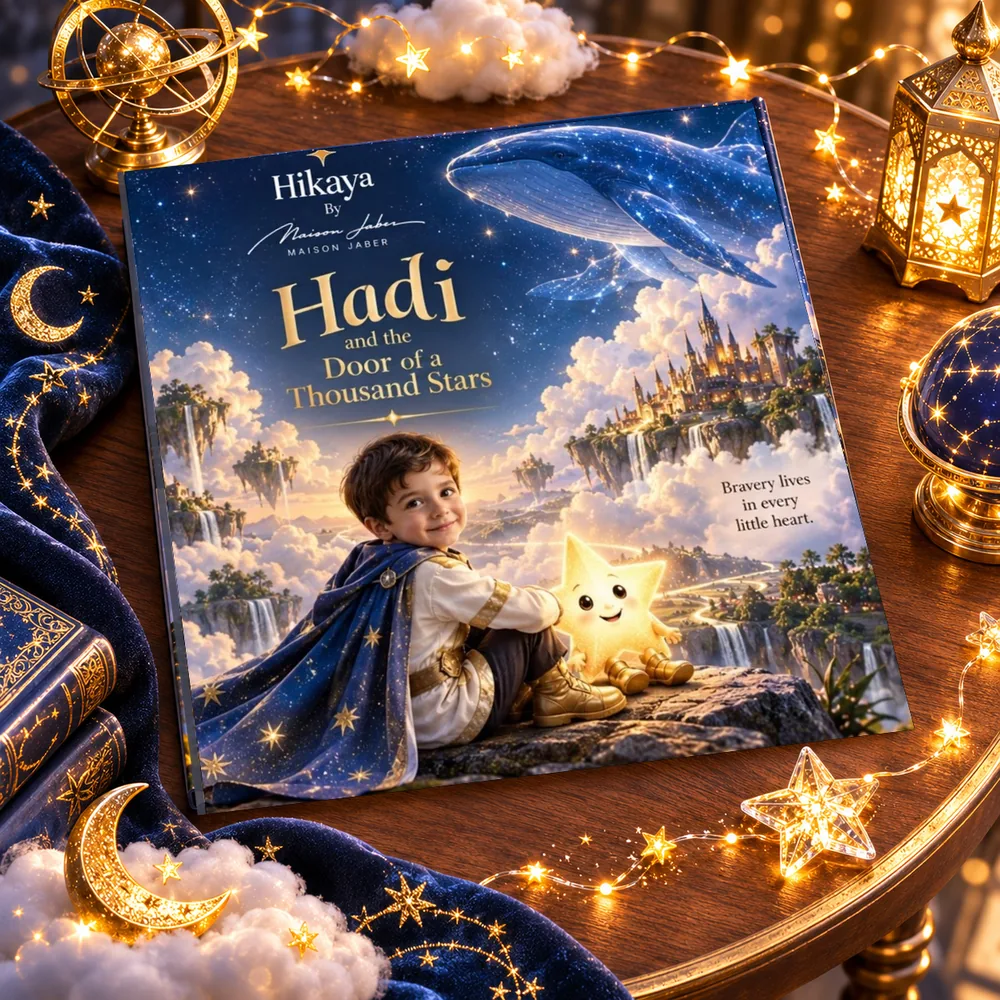 Hikaya
By
Maison Jaber
MAISON JABER
Hadi
and the
Door of a
Thousand Stars
Bravery lives
in every
little heart.